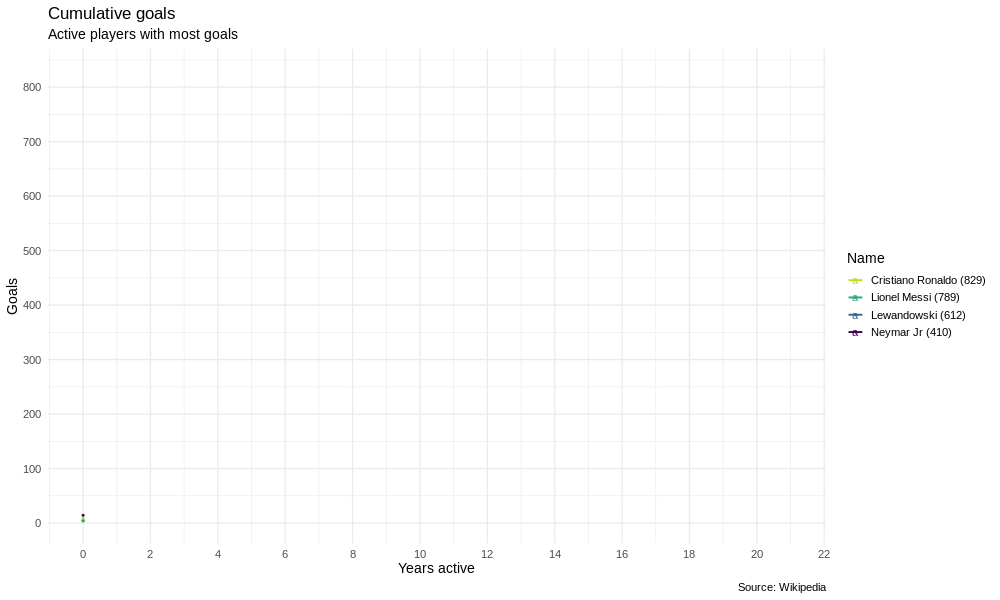 Cumulative goals
Active players with most goals
800
700
600
500
400
300
200
100
0
Goals
0 2 4 6 8 10 12 14 16 18 20 22
Years active
Name
a Cristiano Ronaldo (829)
a Lionel Messi (789)
a Lewandowski (612)
a Neymar Jr (410)
Source: Wikipedia